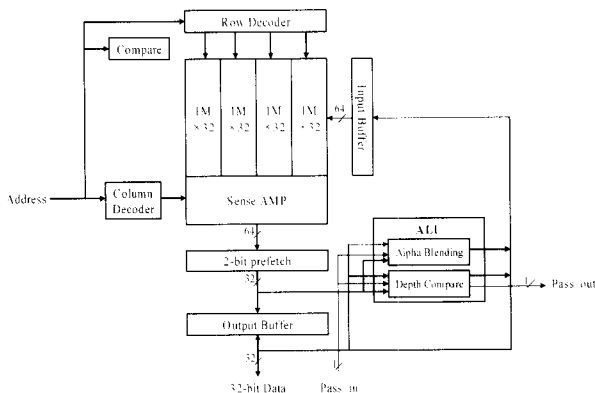 Row Decoder
Compare
1M 1M 1M 1M
×32 ×32 ×32 ×32
64
Input Buffer
Address
Column
Decoder
Sense AMP
64
2-bit prefetch
32
Output Buffer
32
32-bit Data
ALU
Alpha Blending
Depth Compare
1
Pass out
1
Pass in